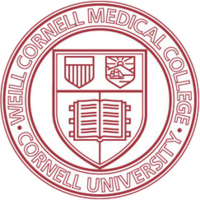 · WEILL CORNELL MEDICAL COLLEGE ·
CORNELL UNIVERSITY